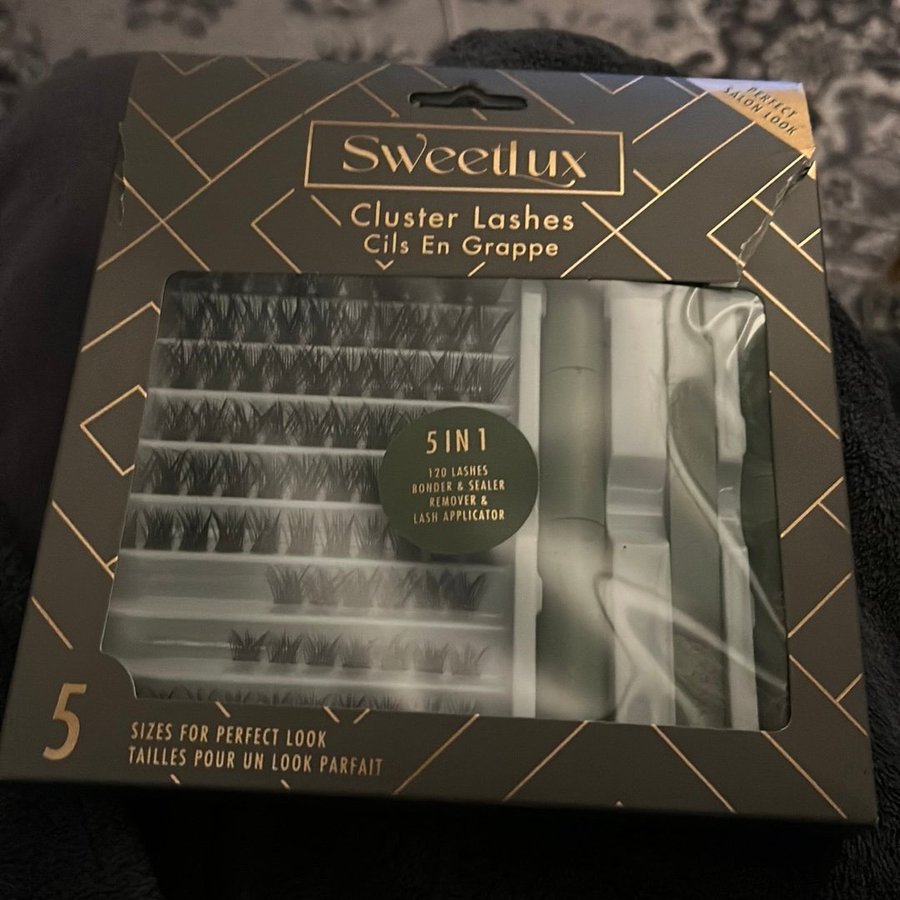 PERFECT
SALON LOOK
SweetLux
Cluster Lashes
Cils En Grappe
5 IN 1
120 LASHES
BONDER & SEALER
REMOVER &
LASH APPLICATOR
5
SIZES FOR PERFECT LOOK
TAILLES POUR UN LOOK PARFAIT